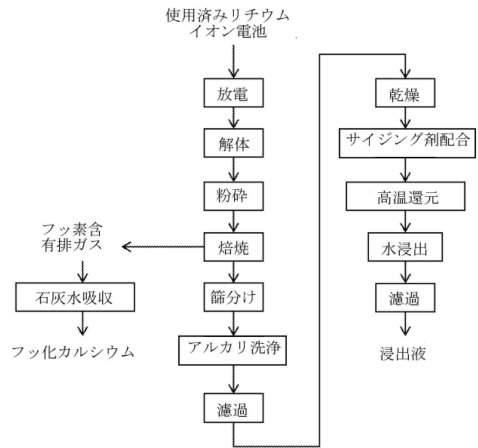 使用済みリチウム
イオン電池
放電
解体
粉砕
焙焼
フッ素含
有排ガス
石灰水吸収
フッ化カルシウム
篩分け
アルカリ洗浄
濾過
乾燥
サイジング剤配合
高温還元
水浸出
濾過
浸出液